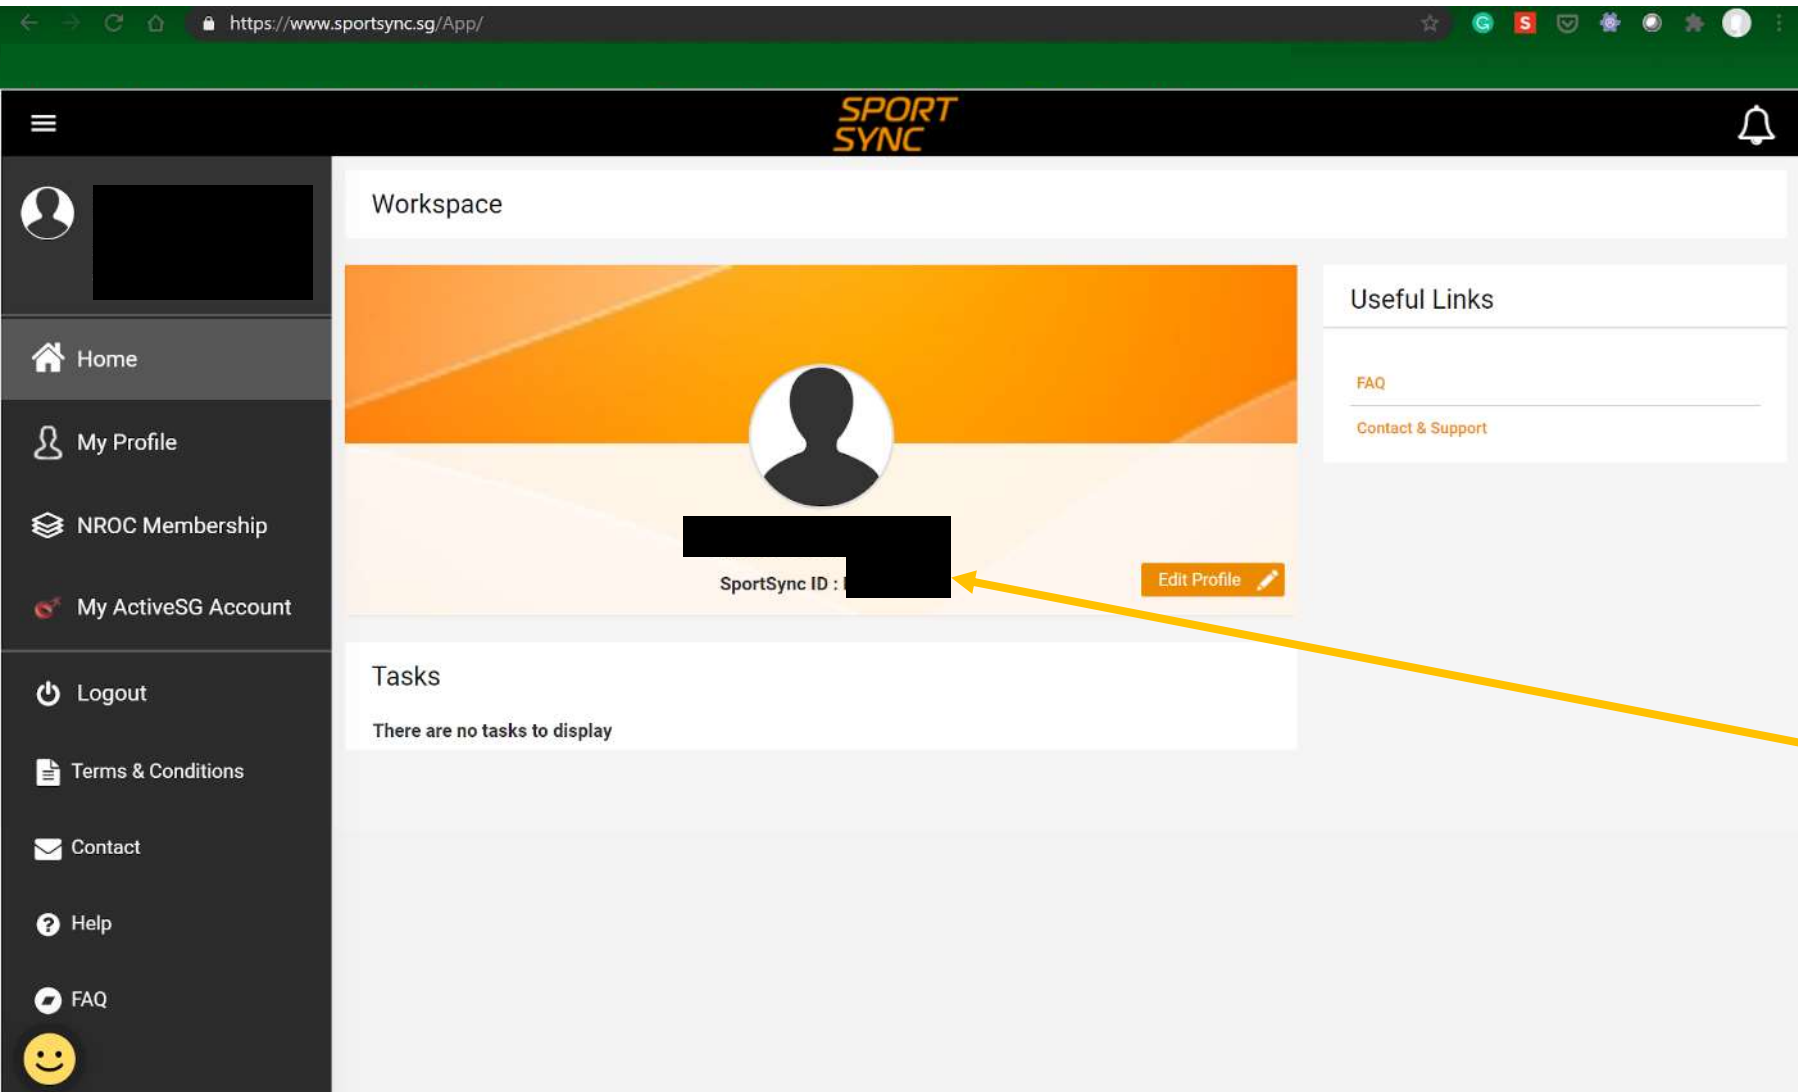 https://www.sportsync.sg/App/
SPORT
SYNC
Workspace
Home
My Profile
NROC Membership
My ActiveSG Account
Logout
Terms & Conditions
Contact
Help
FAQ
SportSync ID :
Edit Profile
Tasks
There are no tasks to display
Useful Links
FAQ
Contact & Support